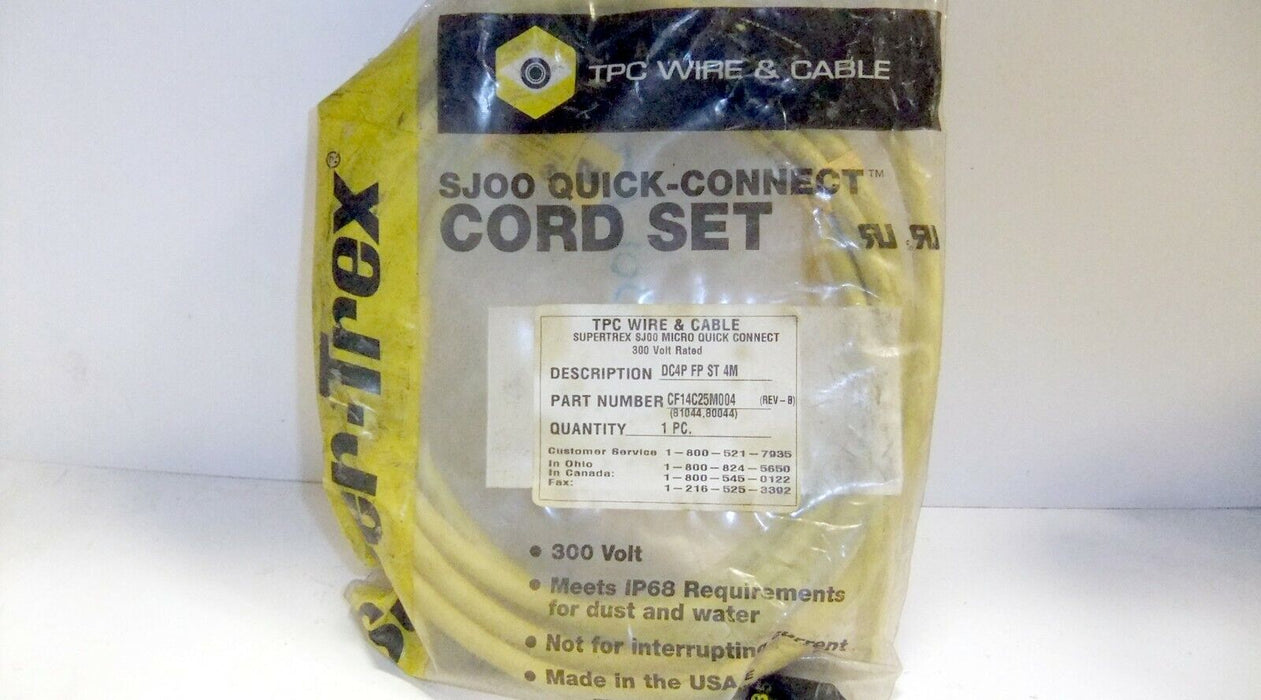 TPC WIRE & CABLE
SJOO QUICK-CONNECT™
CORD SET
er-Trex®
TPC WIRE & CABLE
SUPERTREX SJOO MICRO QUICK CONNECT
300 Volt Rated
DESCRIPTION DC4P FP ST 4M
PART NUMBER CF14C25M004 (REV-B)
(81044,80044)
QUANTITY 1 PC.
Customer Service 1-800-521-7935
In Ohio 1-800-824-5650
In Canada: 1-800-545-0122
Fax: 1-216-525-3392
• 300 Volt
• Meets IP68 Requirements
for dust and water
• Not for interrupting current
• Made in the USA